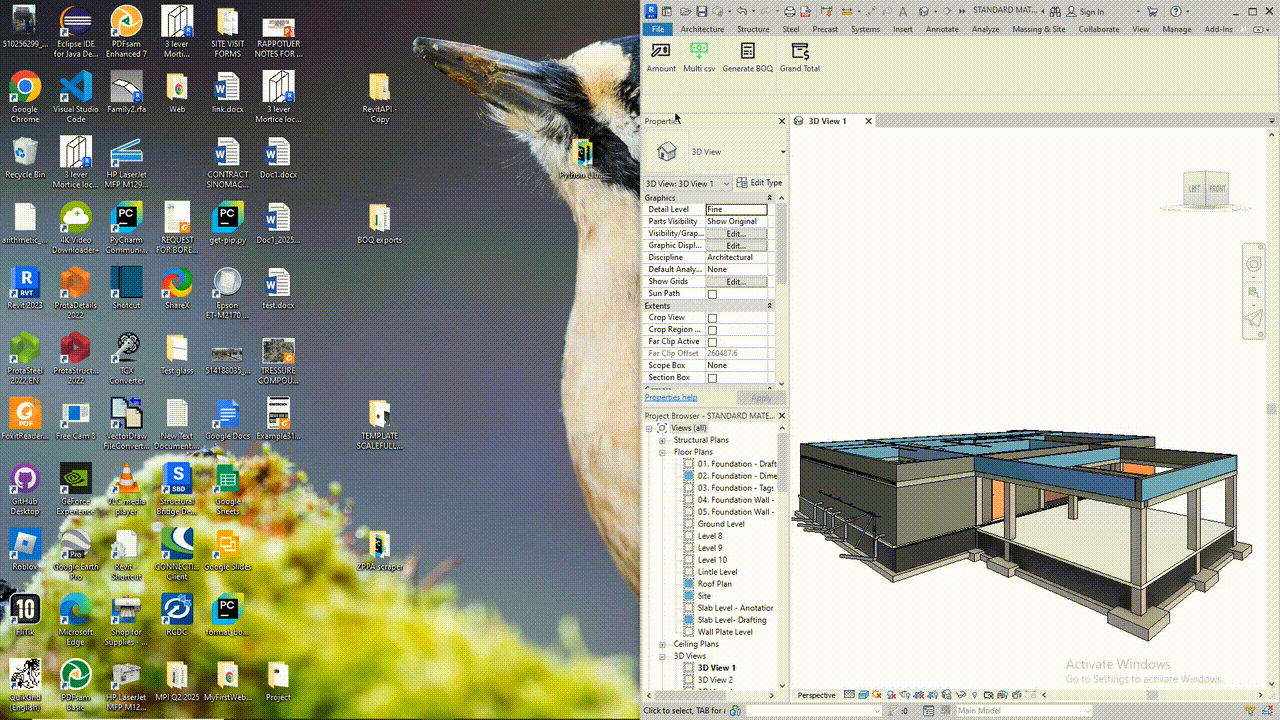 510256299_...
Eclipse IDE
for Java De...
PDFsam
Enhanced 7
3 lever
Morti...
SITE VISIT
FORMS
RAPPOTUER
NOTES FOR ...
Google
Chrome
Visual Studio
Code
Family2.rfa
Web
link.docx
3 lever
Mortice loc...
RevitAPI -
Copy
Recycle Bin
3 lever
Mortice loc...
HP LaserJet
MFP M129...
CONTRACT
SINOMAC...
Doc1.docx
arithmetic_...
4K Video
Downloader+
PyCharm
Communi...
REQUEST
FOR BORE...
get-pip.py
Doc1_2025...
BOQ exports
Revit 2023
ProtaDetails
2022
Shotcut
ShareX
Epson
ET-M2170 ...
test.docx
ProtaSteel
2022 EN
ProtaStruct...
2022
TCX
Converter
Test glass
514188035_...
TRESSURE
COMPOU...
FoxitReader...
Free Cam 8
VectorDraw
FileConvert...
New Text
Document...
Google Docs
Example31...
TEMPLATE
SCALEFULL...
GitHub
Desktop
GeForce
Experience
VLC media
player
Structural
Bridge De...
Google
Sheets
Roblox
Google Earth
Pro
Revit -
Shortcut
CONNECTI...
Client
Google Slides
ZPPA scraper
Microsoft
Edge
Shop for
Supplies - ...
RCDC
format_bo...
QuikGrid
(English)
PDFsam
Basic
HP LaserJet
MFP M12...
MPI Q2 2025
MyFirstWeb...
Project
STANDARD MAT...
Sign In
File Architecture Structure Steel Precast Systems Insert Annotate Analyze Massing & Site Collaborate View Manage Add-Ins
Amount Multi csv Generate BOQ Grand Total
Properties
3D View 1
3D View
LEFT FRONT
3D View: 3D View 1
Edit Type
Graphics
Detail Level Fine
Parts Visibility Show Original
Visibility/Grap... Edit...
Graphic Displ... Edit...
Discipline Architectural
Default Analy... None
Show Grids Edit...
Sun Path
Extents
Crop View
Crop Region ...
Far Clip Active
Far Clip Offset 260487.6
Scope Box None
Section Box
Properties help Apply
Project Browser - STANDARD MATE...
Views (all)
Structural Plans
Floor Plans
01. Foundation - Draft
02. Foundation - Dime
03. Foundation - Tags
04. Foundation Wall -
05. Foundation Wall -
Ground Level
Level 8
Level 9
Level 10
Lintle Level
Roof Plan
Site
Slab Level - Anotation
Slab Level- Drafting
Wall Plate Level
Ceiling Plans
3D Views
3D View 1
3D View 2
Activate Windows
Go to Settings to activate Windows.
Perspective
Click to select, TAB for a
:0
Main Model